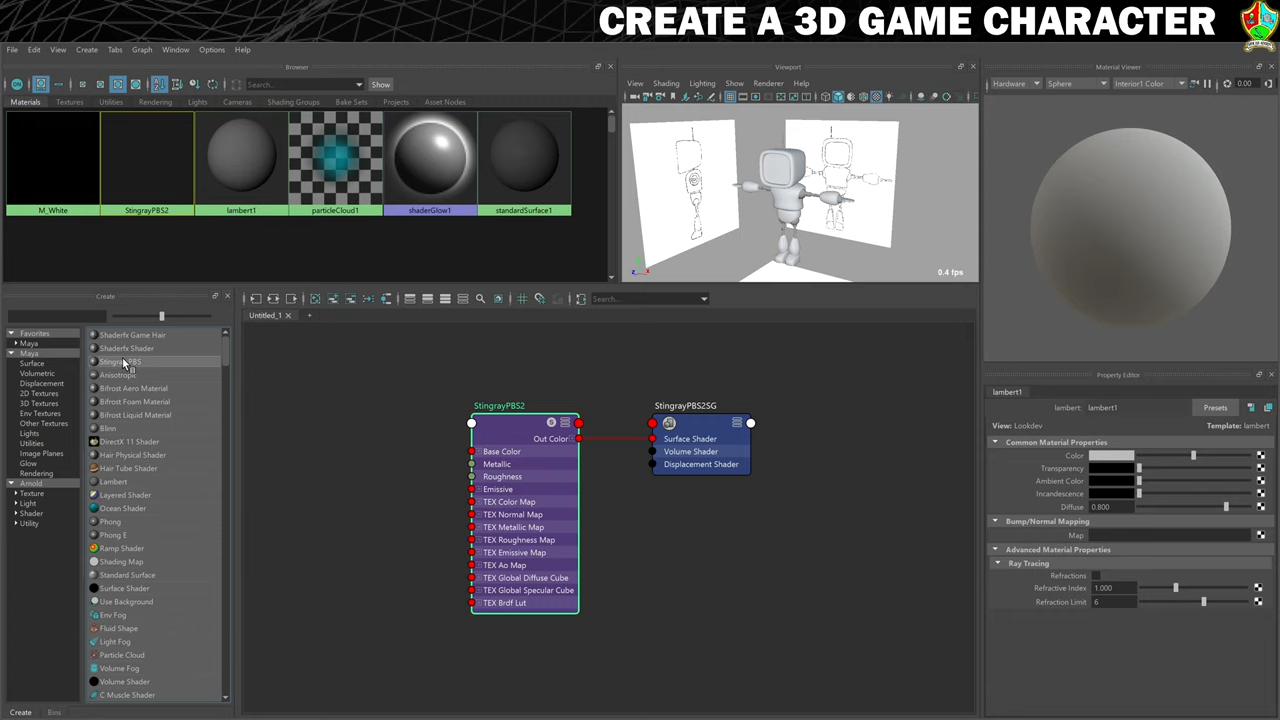 CREATE A 3D GAME CHARACTER
File Edit View Create Tabs Graph Window Options Help
Browser
ON Search... Show
Materials Textures Utilities Rendering Lights Cameras Shading Groups Bake Sets Projects Asset Nodes
M_White StingrayPBS2 lambert1 particleCloud1 shaderGlow1 standardSurface1
Viewport
View Shading Lighting Show Renderer Help
0.4 fps
Material Viewer
Hardware Sphere Interior1 Color 0.00
Create
Favorites
Maya
Maya
Surface
Volumetric
Displacement
2D Textures
3D Textures
Env Textures
Other Textures
Lights
Utilities
Image Planes
Glow
Rendering
Arnold
Texture
Light
Shader
Utility
Shaderfx Game Hair
Shaderfx Shader
StingrayPBS
Anisotropic
Bifrost Aero Material
Bifrost Foam Material
Bifrost Liquid Material
Blinn
DirectX 11 Shader
Hair Physical Shader
Hair Tube Shader
Lambert
Layered Shader
Ocean Shader
Phong
Phong E
Ramp Shader
Shading Map
Standard Surface
Surface Shader
Use Background
Env Fog
Fluid Shape
Light Fog
Particle Cloud
Volume Fog
Volume Shader
C Muscle Shader
Create Bins
Search...
Untitled_1 +
StingrayPBS2
S
Out Color
Base Color
Metallic
Roughness
Emissive
TEX Color Map
TEX Normal Map
TEX Metallic Map
TEX Roughness Map
TEX Emissive Map
TEX Ao Map
TEX Global Diffuse Cube
TEX Global Specular Cube
TEX Brdf Lut
StingrayPBS2SG
Surface Shader
Volume Shader
Displacement Shader
Property Editor
lambert1
lambert: lambert1 Presets
View: Lookdev Template: lambert
Common Material Properties
Color
Transparency
Ambient Color
Incandescence
Diffuse 0.800
Bump/Normal Mapping
Map
Advanced Material Properties
Ray Tracing
Refractions
Refractive Index 1.000
Refraction Limit 6